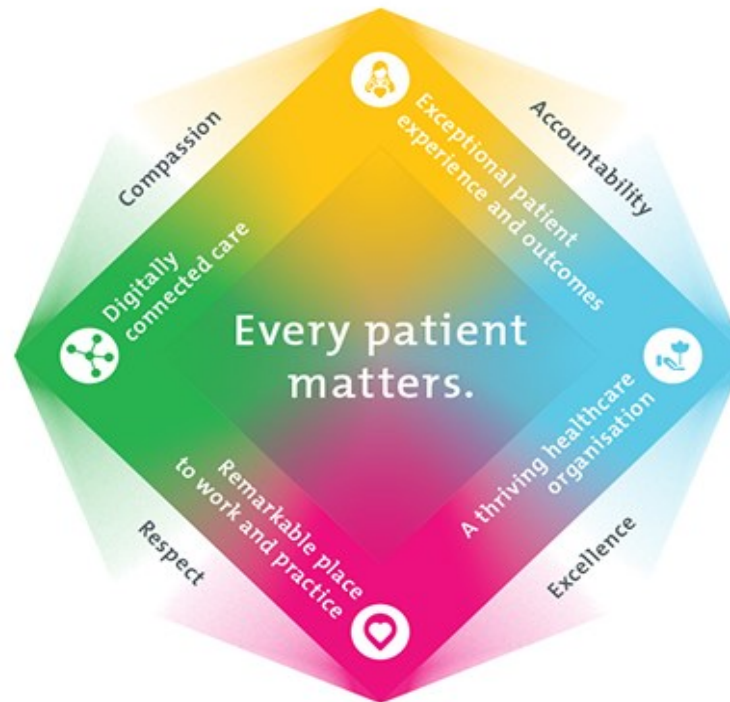 Compassion
Accountability
Exceptional patient
experience and outcomes
Digitally
connected care
Every patient
matters.
A thriving healthcare
organisation
Remarkable place
to work and practice
Respect
Excellence